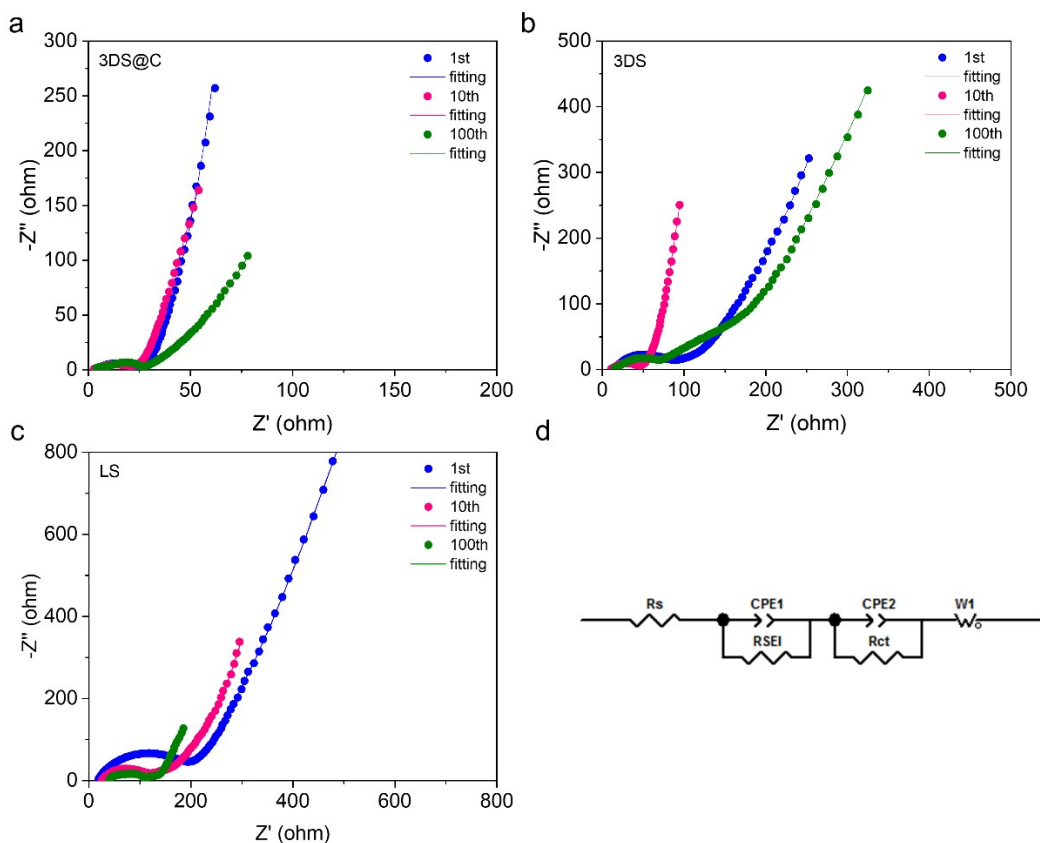 a
3DS@C
1st
fitting
10th
fitting
100th
fitting
300
250
200
150
100
50
0
-Z" (ohm)
50
100
150
200
Z' (ohm)
b
3DS
1st
fitting
10th
fitting
100th
fitting
500
400
300
200
100
0
-Z" (ohm)
0
100
200
300
400
500
Z' (ohm)
c
LS
1st
fitting
10th
fitting
100th
fitting
800
600
400
200
0
-Z" (ohm)
0
200
400
600
800
Z' (ohm)
d
Rs
CPE1
RSEI
CPE2
Rct
W1